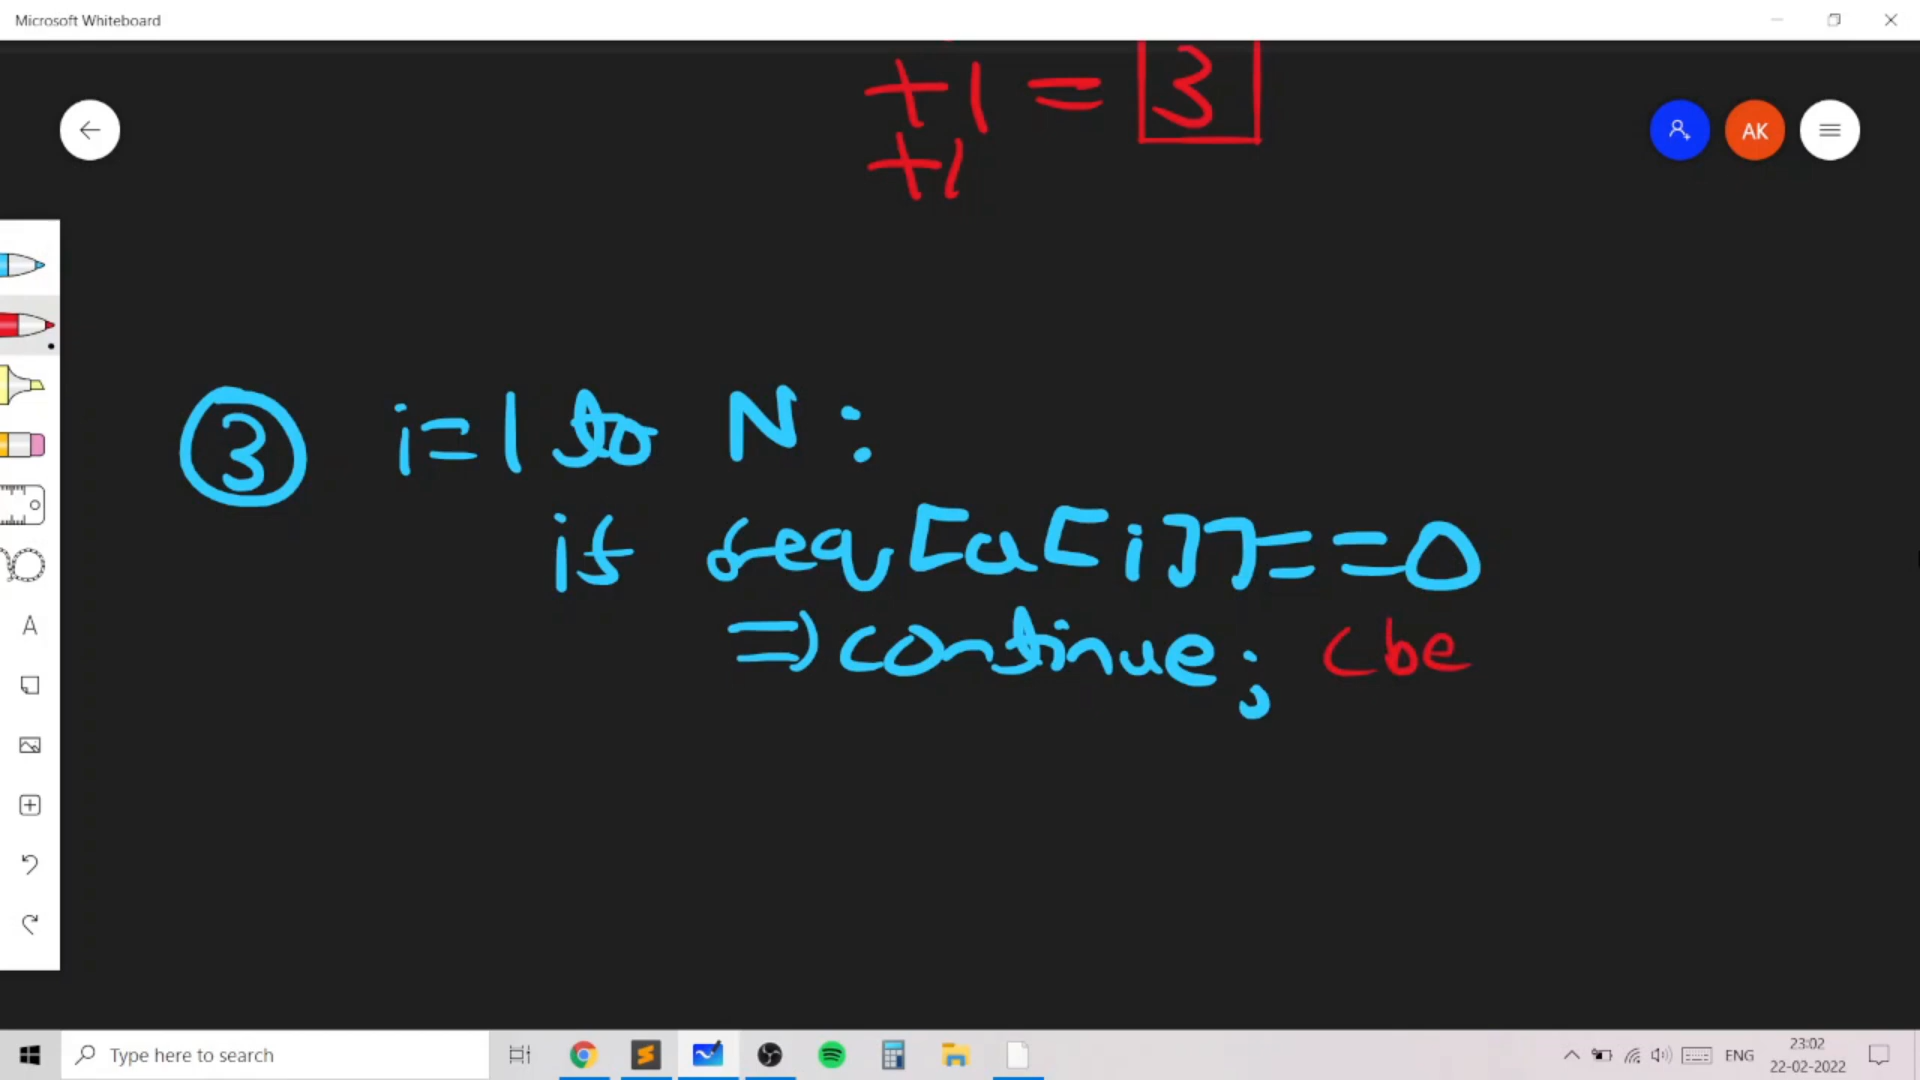 Microsoft Whiteboard
+1 = 3
+1
AK
3 i=1 to N :
if freq[a[i]]==0
=> continue; (be
A
Type here to search
ENG
23:02
22-02-2022